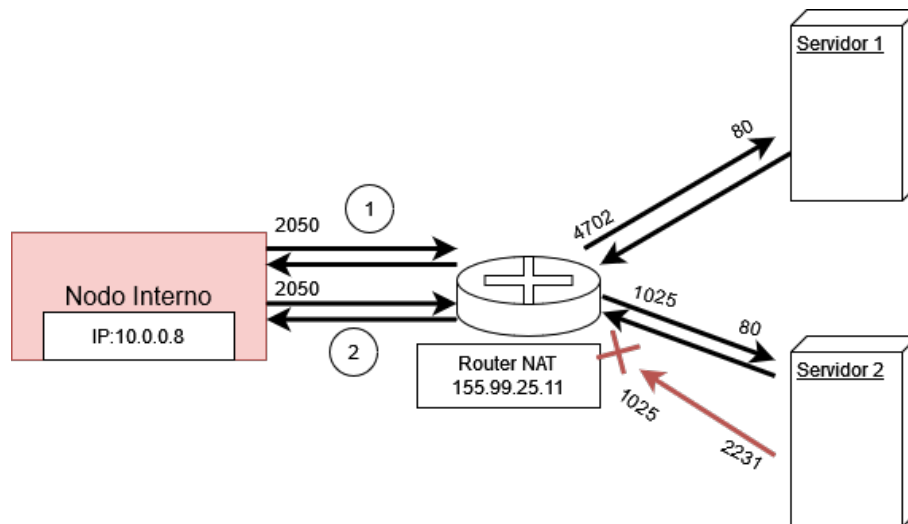 Servidor 1
80
4702
1
2050
Nodo Interno
IP:10.0.0.8
2050
2
1025
80
Router NAT
155.99.25.11
1025
2231
Servidor 2